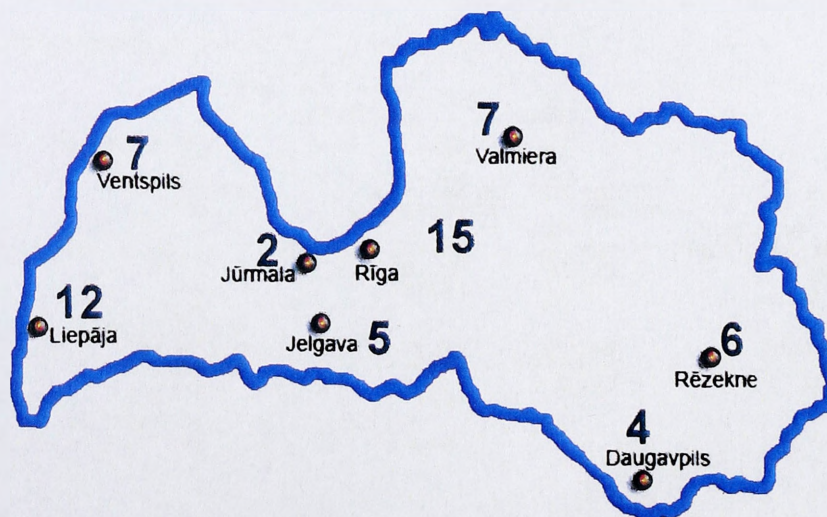 7
Valmiera
7
Ventspils
2
Jūrmala
15
Rīga
12
Liepāja
Jelgava 5
6
Rēzekne
4
Daugavpils